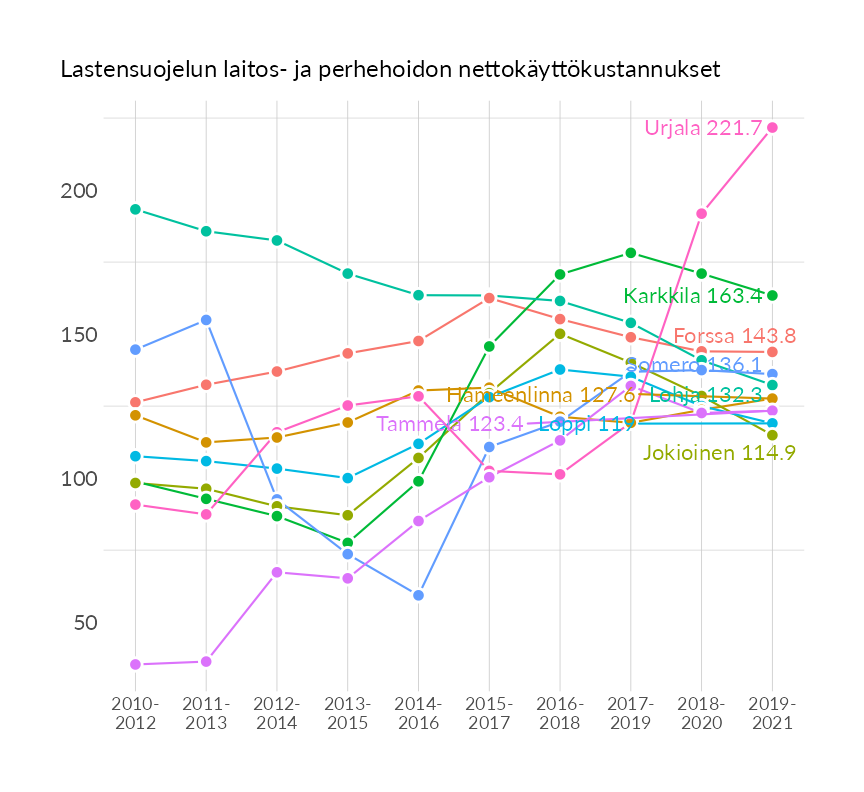 Lastensuojelun laitos- ja perhehoidon nettokäyttökustannukset
Urjala 221.7
200
Karkkila 163.4
150
Forssa 143.8
Somero 136.1
Hämeenlinna 127.6
Lohja 132.3
Tammela 123.4
Loppi 119
Jokioinen 114.9
100
50
2010-
2012
2011-
2013
2012-
2014
2013-
2015
2014-
2016
2015-
2017
2016-
2018
2017-
2019
2018-
2020
2019-
2021